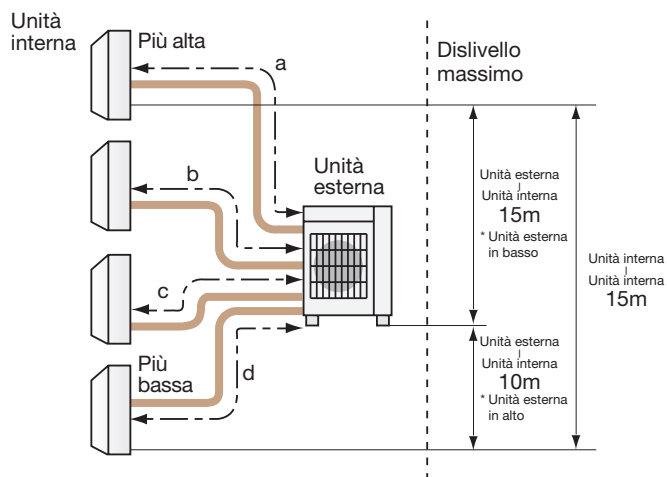 Unità
interna
Più alta
a
Dislivello
massimo
b
Unità
esterna
Unità esterna
Unità interna
15m
* Unità esterna
in basso
Unità interna
Unità interna
15m
c
Più
bassa
d
Unità esterna
Unità interna
10m
* Unità esterna
in alto